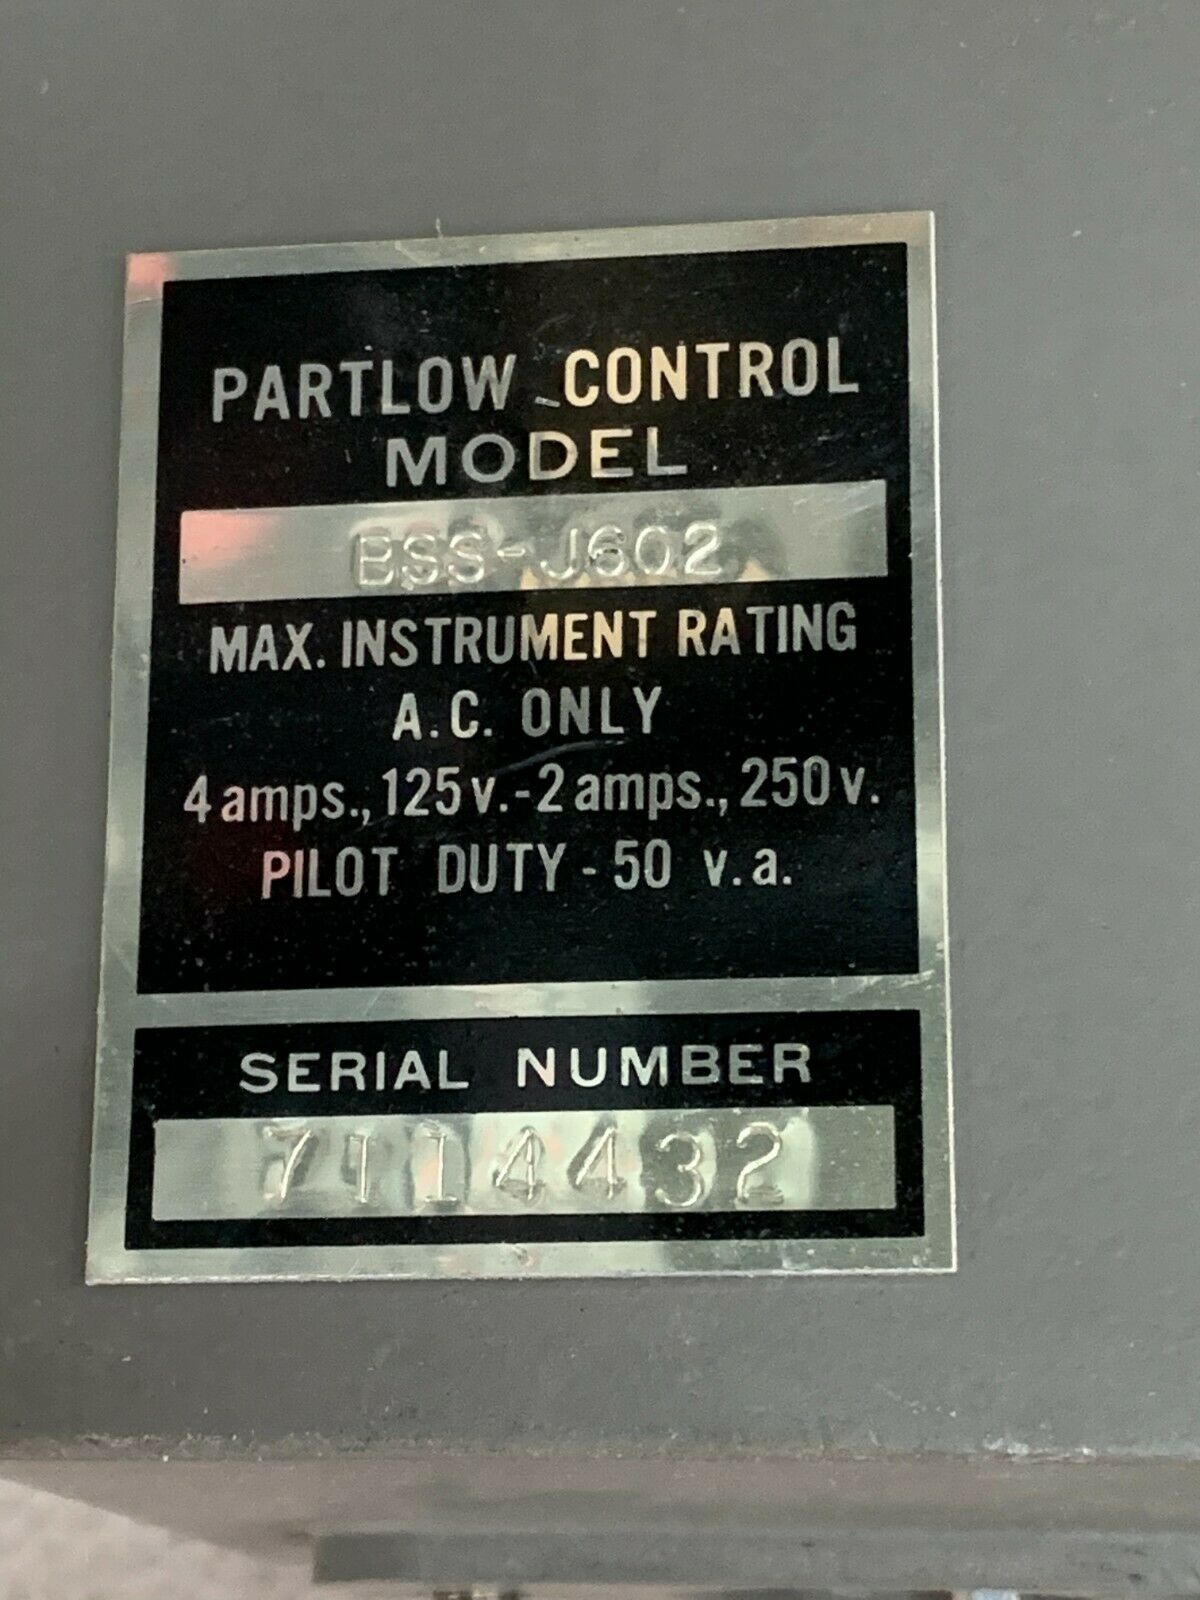 PARTLOW CONTROL
MODEL
BSS-J602
MAX. INSTRUMENT RATING
A.C. ONLY
4 amps., 125 v.-2 amps., 250 v.
PILOT DUTY - 50 v.a.
SERIAL NUMBER
7114432